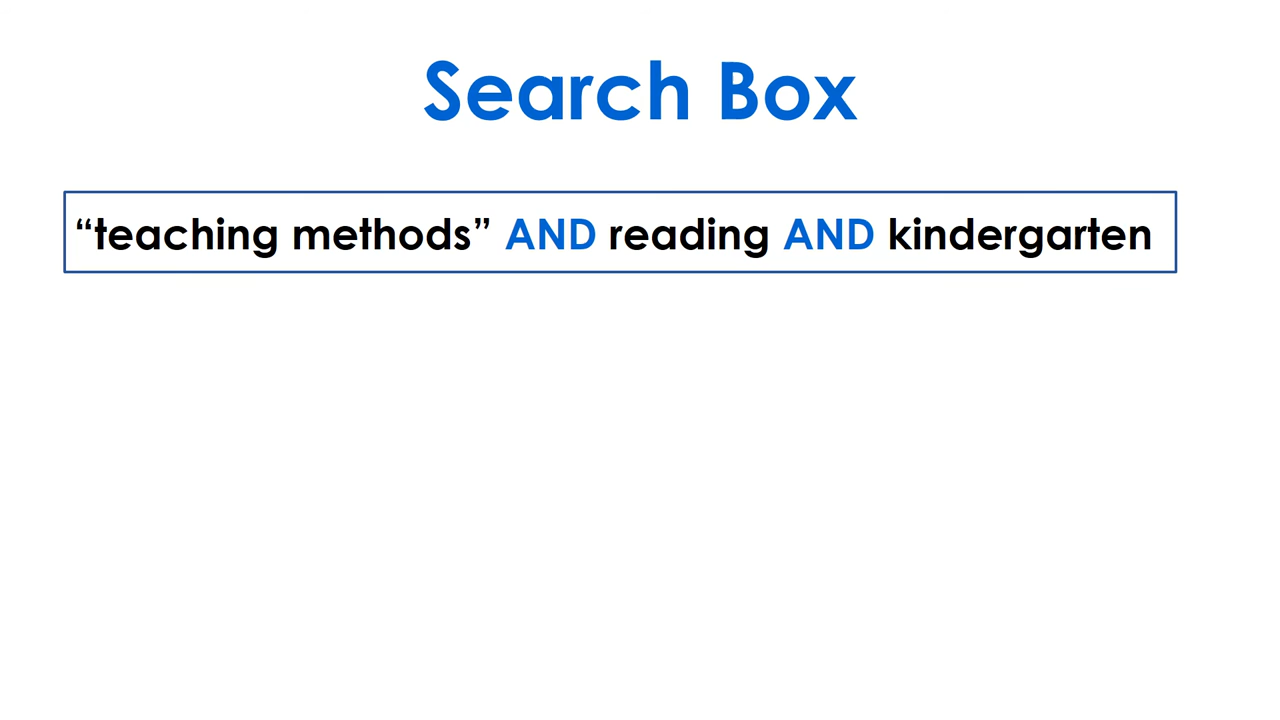 Search Box
“teaching methods” AND reading AND kindergarten